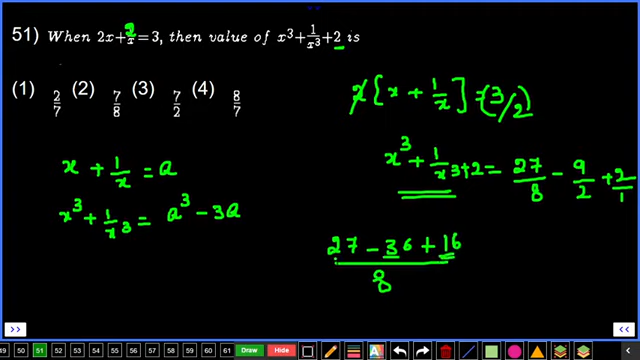 51) When 2x+2/x=3, then value of x³+1/x³+2 is
(1) 2/7 (2) 7/8 (3) 7/2 (4) 8/7
2[x + 1/x] = (3/2)
x³ + 1/x³ + 2 = 27/8 - 9/2 + 2/1
x + 1/x = a
x³ + 1/x³ = a³ - 3a
27 - 36 + 16
8
>> 49 50 51 52 53 54 55 56 57 58 59 60 61 Draw Hide >>